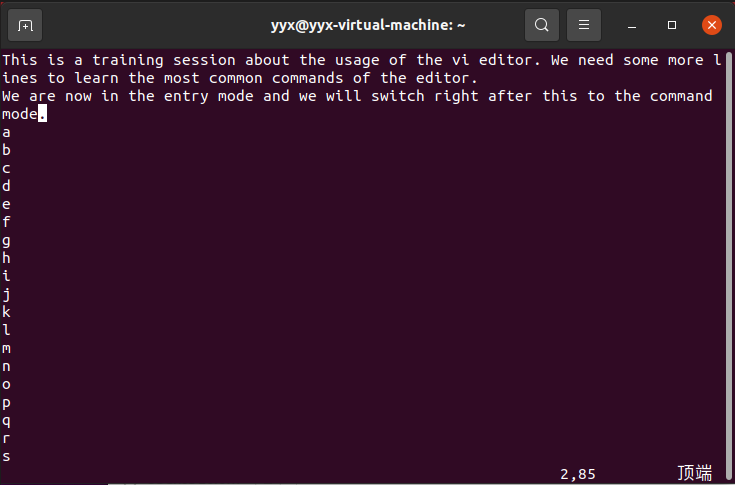 yyx@yyx-virtual-machine: ~
This is a training session about the usage of the vi editor. We need some more l
ines to learn the most common commands of the editor.
We are now in the entry mode and we will switch right after this to the command
mode.
a
b
c
d
e
f
g
h
i
j
k
l
m
n
o
p
q
r
s
2,85 顶端